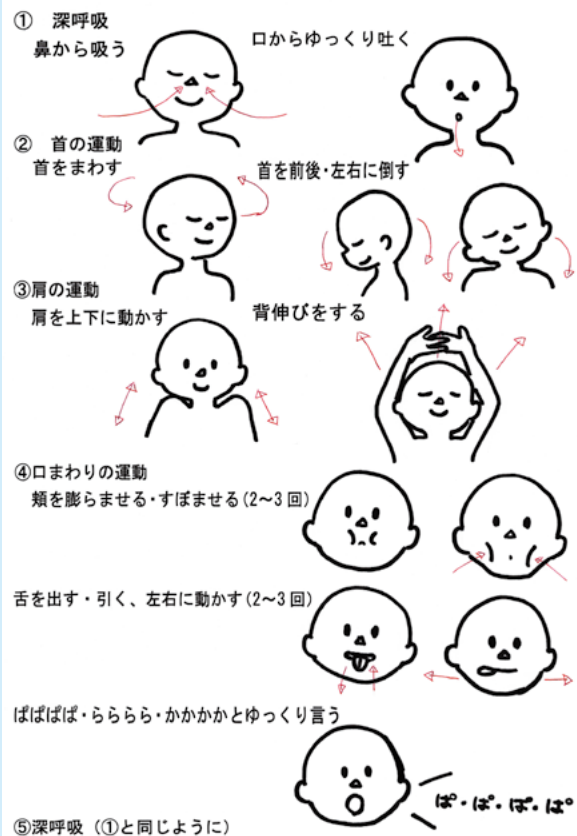 ① 深呼吸
鼻から吸う
口からゆっくり吐く
② 首の運動
首をまわす
首を前後・左右に倒す
③肩の運動
肩を上下に動かす
背伸びをする
④口まわりの運動
頬を膨らませる・すぼませる(2～3回)
舌を出す・引く、左右に動かす(2～3回)
ぱぱぱぱ・らららら・かかかかとゆっくり言う
ぱ・ぱ・ぱ・ぱ
⑤深呼吸（①と同じように）